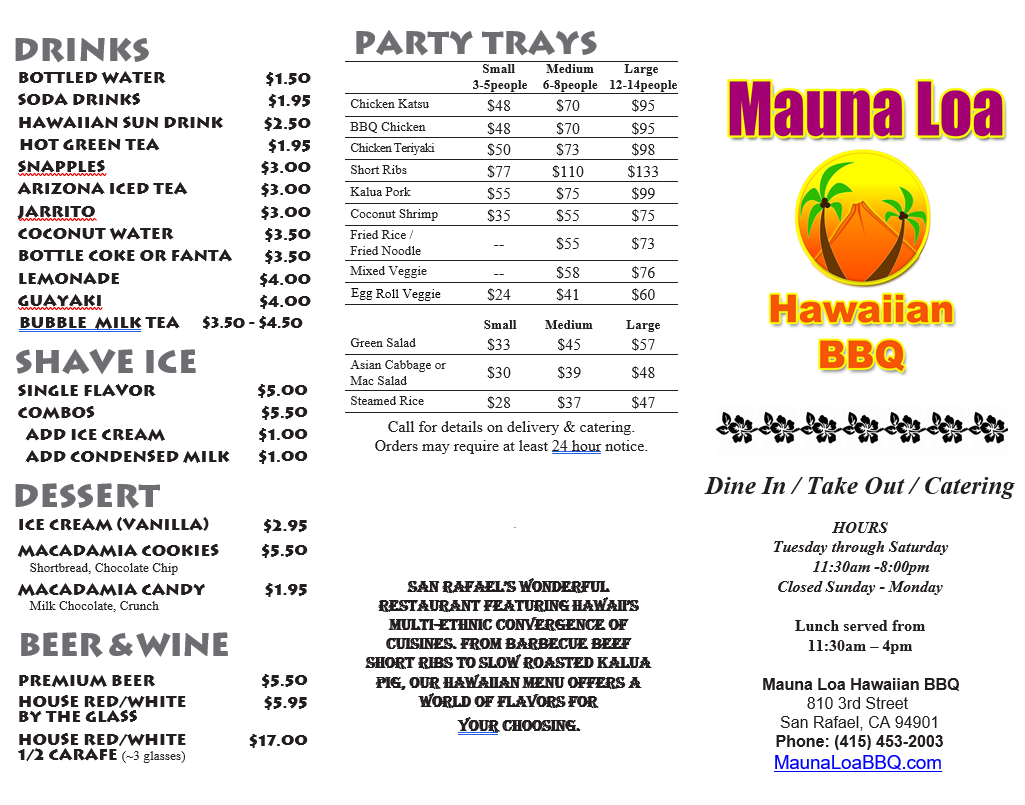 DRINKS
BOTTLED WATER $1.50
SODA DRINKS $1.95
HAWAIIAN SUN DRINK $2.50
HOT GREEN TEA $1.95
SNAPPLES $3.00
ARIZONA ICED TEA $3.00
JARRITO $3.00
COCONUT WATER $3.50
BOTTLE COKE OR FANTA $3.50
LEMONADE $4.00
GUAYAKI $4.00
BUBBLE MILK TEA $3.50 - $4.50
SHAVE ICE
SINGLE FLAVOR $5.00
COMBOS $5.50
ADD ICE CREAM $1.00
ADD CONDENSED MILK $1.00
DESSERT
ICE CREAM (VANILLA) $2.95
MACADAMIA COOKIES $5.50
Shortbread, Chocolate Chip
MACADAMIA CANDY $1.95
Milk Chocolate, Crunch
BEER & WINE
PREMIUM BEER $5.50
HOUSE RED/WHITE $5.95
BY THE GLASS
HOUSE RED/WHITE $17.00
1/2 CARAFE (~3 glasses)
PARTY TRAYS
Small Medium Large
3-5people 6-8people 12-14people
Chicken Katsu $48 $70 $95
BBQ Chicken $48 $70 $95
Chicken Teriyaki $50 $73 $98
Short Ribs $77 $110 $133
Kalua Pork $55 $75 $99
Coconut Shrimp $35 $55 $75
Fried Rice /
Fried Noodle -- $55 $73
Mixed Veggie -- $58 $76
Egg Roll Veggie $24 $41 $60
Small Medium Large
Green Salad $33 $45 $57
Asian Cabbage or
Mac Salad $30 $39 $48
Steamed Rice $28 $37 $47
Call for details on delivery & catering.
Orders may require at least 24 hour notice.
SAN RAFAEL'S WONDERFUL
RESTAURANT FEATURING HAWAII'S
MULTI-ETHNIC CONVERGENCE OF
CUISINES. FROM BARBECUE BEEF
SHORT RIBS TO SLOW ROASTED KALUA
PIG, OUR HAWAIIAN MENU OFFERS A
WORLD OF FLAVORS FOR
YOUR CHOOSING.
Mauna Loa
Hawaiian
BBQ
Dine In / Take Out / Catering
HOURS
Tuesday through Saturday
11:30am -8:00pm
Closed Sunday - Monday
Lunch served from
11:30am – 4pm
Mauna Loa Hawaiian BBQ
810 3rd Street
San Rafael, CA 94901
Phone: (415) 453-2003
MaunaLoaBBQ.com